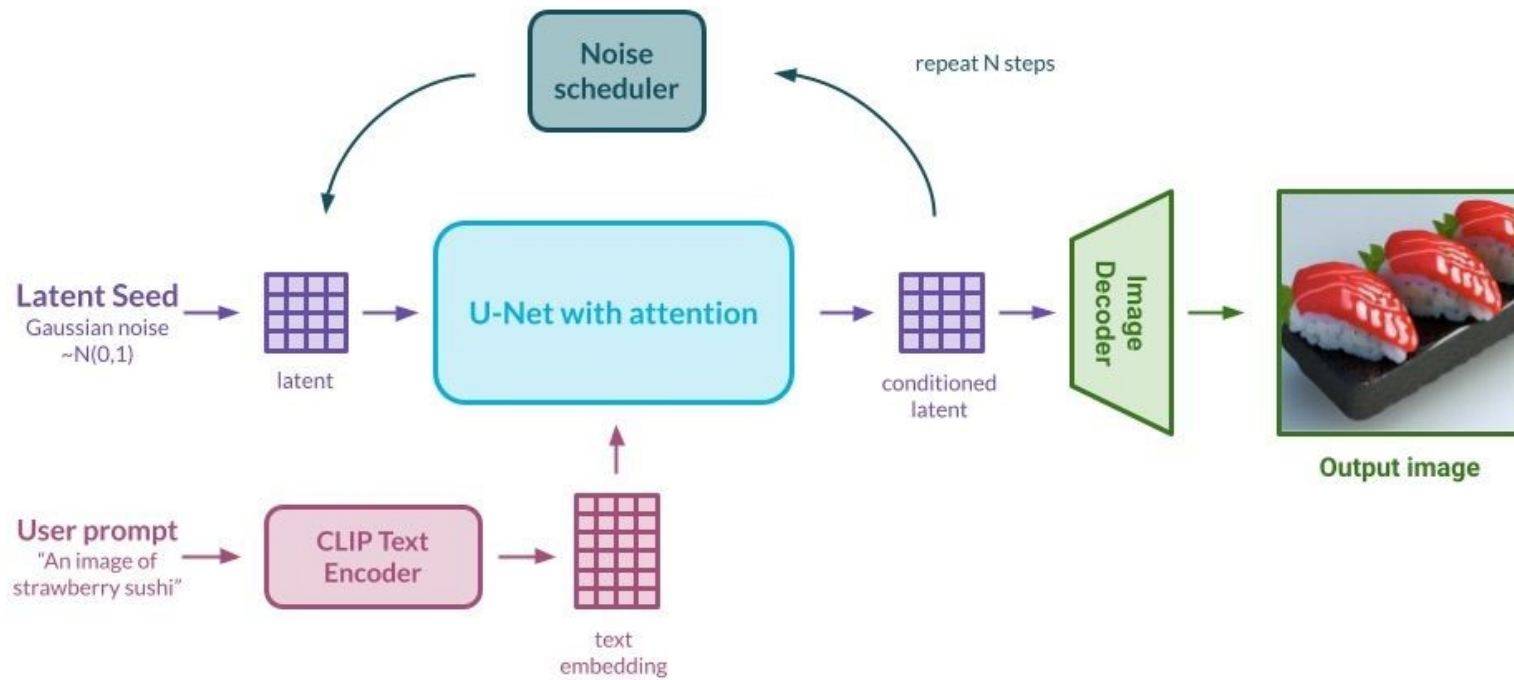 Noise
scheduler
repeat N steps
Latent Seed
Gaussian noise
~N(0,1)
latent
U-Net with attention
conditioned
latent
Image
Decoder
Output image
User prompt
“An image of
strawberry sushi”
CLIP Text
Encoder
text
embedding